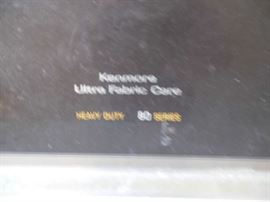 Kenmore
Ultra Fabric Care
HEAVY DUTY 80 SERIES